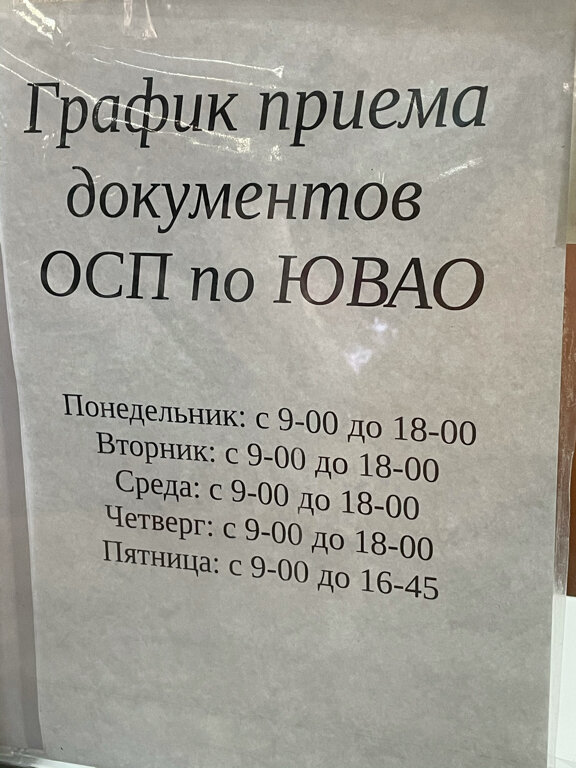 График приема
документов
ОСП по ЮВАО
Понедельник: с 9-00 до 18-00
Вторник: с 9-00 до 18-00
Среда: с 9-00 до 18-00
Четверг: с 9-00 до 18-00
Пятница: с 9-00 до 16-45